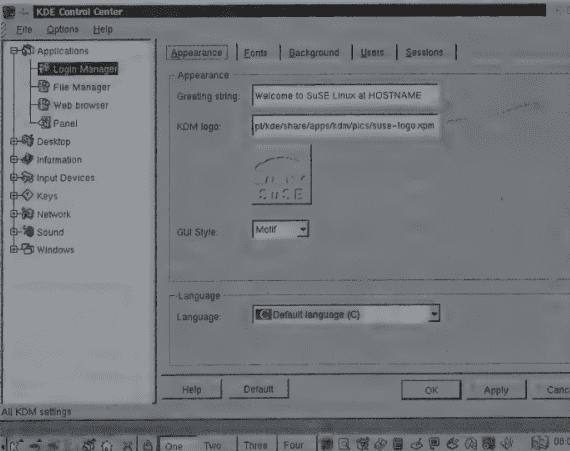 KDE Control Center
File Options Help
Applications
Login Manager
File Manager
Web browser
Panel
Desktop
Information
Input Devices
Keys
Network
Sound
Windows
Appearance Fonts Background Users Sessions
Appearance
Greeting string: Welcome to SuSE Linux at HOSTNAME
KDM logo: pt/kde/share/apps/kdm/pics/suse-logo.xpm
SuSE
GUI Style: Motif
Language
Language: C Default language (C)
Help Default OK Apply Canc
All KDM settings
One Two Three Four